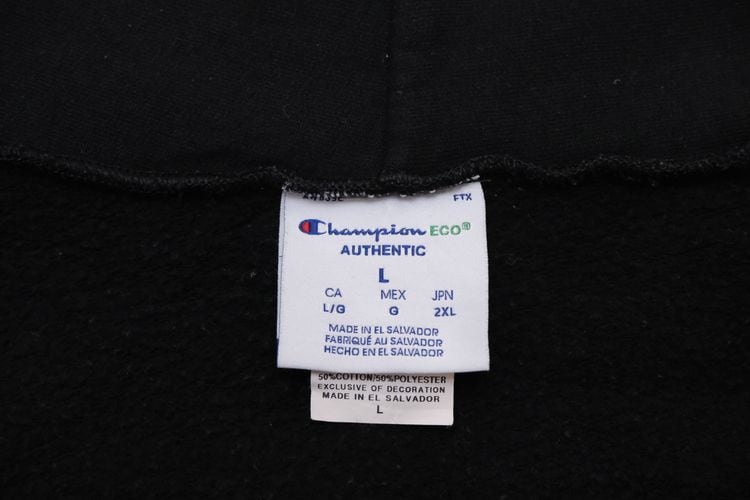 FTX
Champion ECO®
AUTHENTIC
L
CA MEX JPN
L/G G 2XL
MADE IN EL SALVADOR
FABRIQUÉ AU SALVADOR
HECHO EN EL SALVADOR
50%COTTON/50%POLYESTER
EXCLUSIVE OF DECORATION
MADE IN EL SALVADOR
L